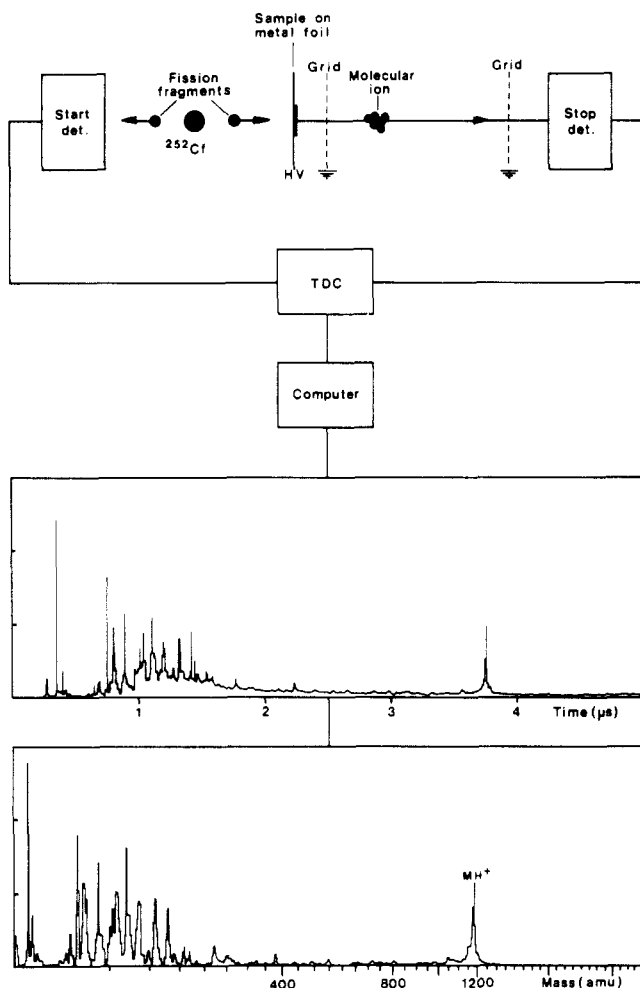 Sample on
metal foil
Grid
Molecular
ion
Grid
Fission
fragments
Start
det.
²⁵²Cf
HV
Stop
det.
TDC
Computer
1 2 3 4 Time (μs)
MH⁺
400 800 1200 Mass (amu)